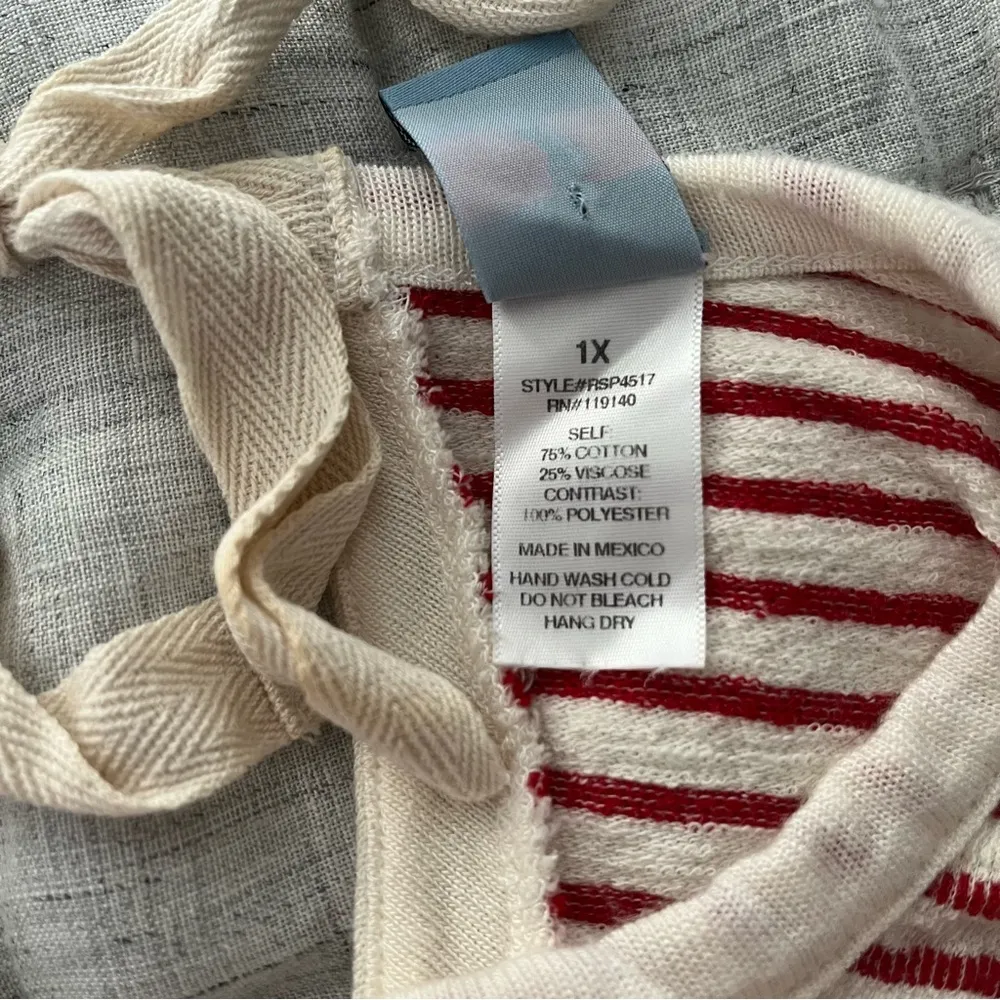 1X
STYLE#RSP4517
RN#119140
SELF
75% COTTON
25% VISCOSE
CONTRAST:
100% POLYESTER
MADE IN MEXICO
HAND WASH COLD
DO NOT BLEACH
HANG DRY